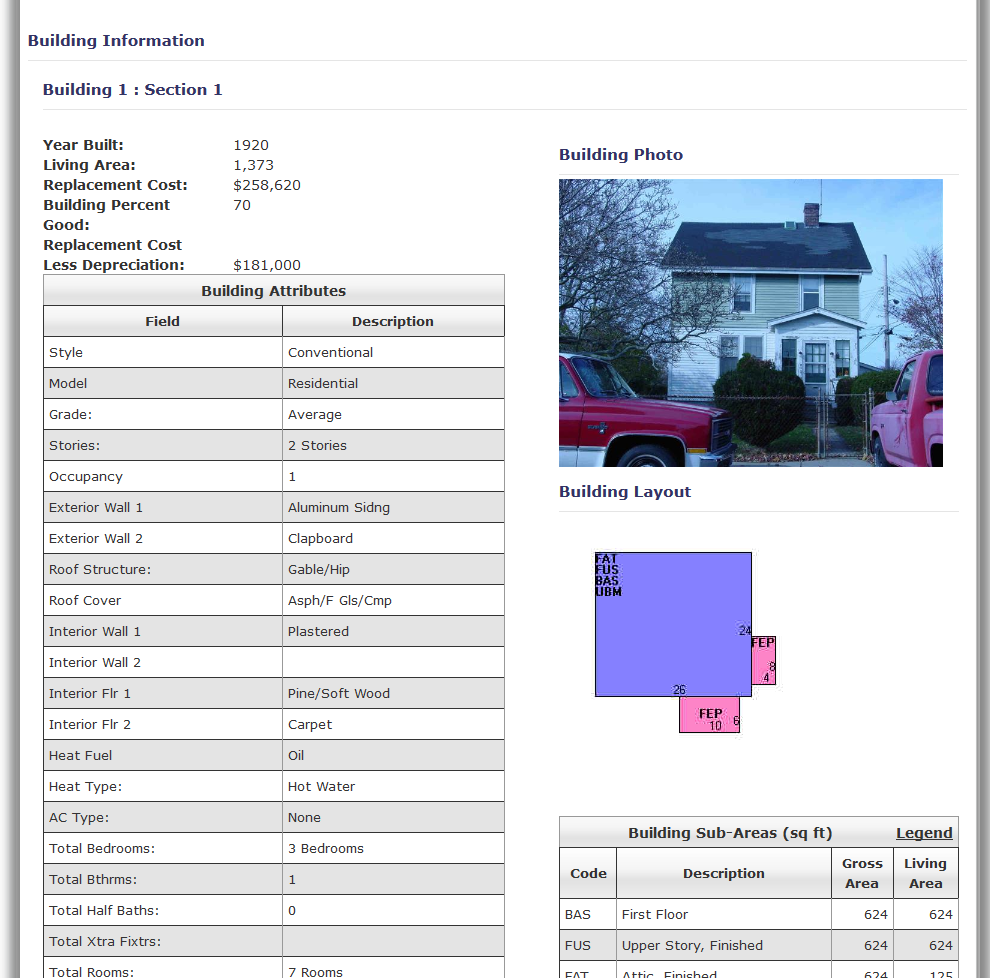 Building Information
Building 1 : Section 1
Year Built: 1920
Living Area: 1,373
Replacement Cost: $258,620
Building Percent 70
Good:
Replacement Cost
Less Depreciation: $181,000
Building Attributes
Field Description
Style Conventional
Model Residential
Grade: Average
Stories: 2 Stories
Occupancy 1
Exterior Wall 1 Aluminum Sidng
Exterior Wall 2 Clapboard
Roof Structure: Gable/Hip
Roof Cover Asph/F Gls/Cmp
Interior Wall 1 Plastered
Interior Wall 2
Interior Flr 1 Pine/Soft Wood
Interior Flr 2 Carpet
Heat Fuel Oil
Heat Type: Hot Water
AC Type: None
Total Bedrooms: 3 Bedrooms
Total Bthrms: 1
Total Half Baths: 0
Total Xtra Fixtrs:
Total Rooms: 7 Rooms
Building Photo
Building Layout
FAT
FUS
BAS
UBM
24
FEP
8
4
26
FEP
10
6
Building Sub-Areas (sq ft) Legend
Code Description Gross Area Living Area
BAS First Floor 624 624
FUS Upper Story, Finished 624 624
FAT Attic, Finished 624 125